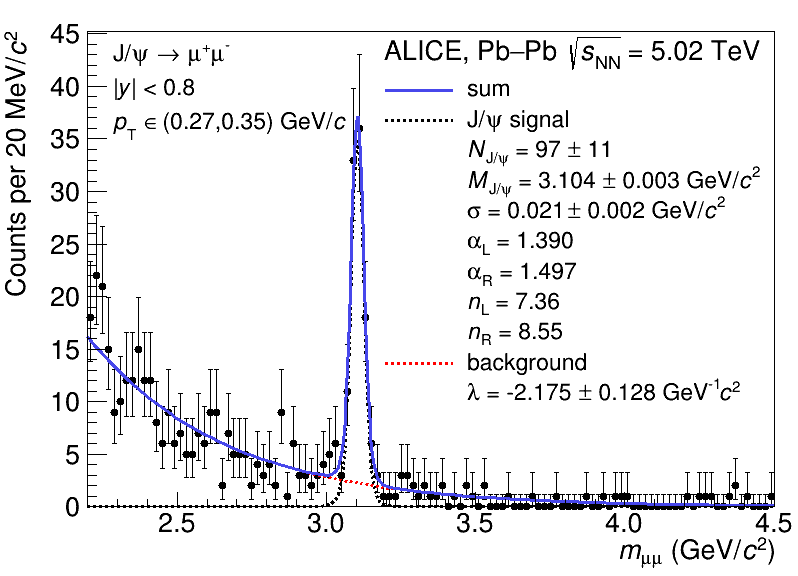 J/ψ → μ⁺μ⁻
|y| < 0.8
p_T ∈ (0.27,0.35) GeV/c
ALICE, Pb–Pb √s_NN = 5.02 TeV
sum
J/ψ signal
N_J/ψ = 97 ± 11
M_J/ψ = 3.104 ± 0.003 GeV/c²
σ = 0.021 ± 0.002 GeV/c²
α_L = 1.390
α_R = 1.497
n_L = 7.36
n_R = 8.55
background
λ = -2.175 ± 0.128 GeV⁻¹c²
Counts per 20 MeV/c²
45
40
35
30
25
20
15
10
5
0
2.5 3.0 3.5 4.0 4.5
m_μμ (GeV/c²)